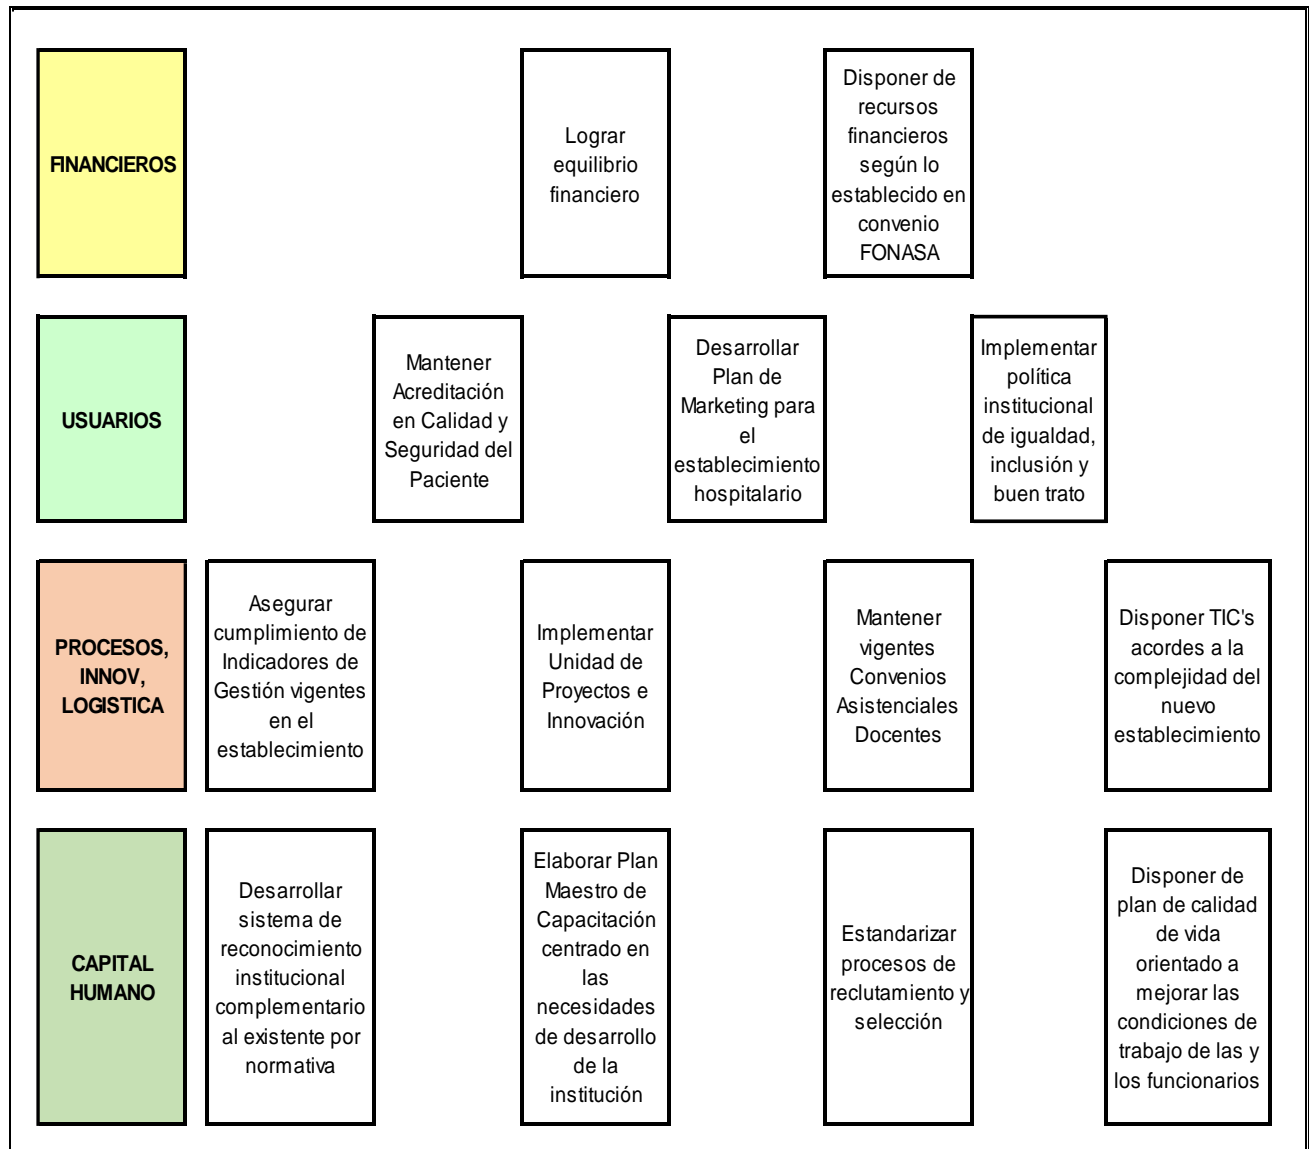 FINANCIEROS
Lograr
equilibrio
financiero
Disponer de
recursos
financieros
según lo
establecido en
convenio
FONASA
USUARIOS
Mantener
Acreditación
en Calidad y
Seguridad del
Paciente
Desarrollar
Plan de
Marketing para
el
establecimiento
hospitalario
Implementar
política
institucional
de igualdad,
inclusión y
buen trato
PROCESOS,
INNOV,
LOGISTICA
Asegurar
cumplimiento de
Indicadores de
Gestión vigentes
en el
establecimiento
Implementar
Unidad de
Proyectos e
Innovación
Mantener
vigentes
Convenios
Asistenciales
Docentes
Disponer TIC's
acordes a la
complejidad del
nuevo
establecimiento
CAPITAL
HUMANO
Desarrollar
sistema de
reconocimiento
institucional
complementario
al existente por
normativa
Elaborar Plan
Maestro de
Capacitación
centrado en
las
necesidades
de desarrollo
de la
institución
Estandarizar
procesos de
reclutamiento y
selección
Disponer de
plan de calidad
de vida
orientado a
mejorar las
condiciones de
trabajo de las y
los funcionarios